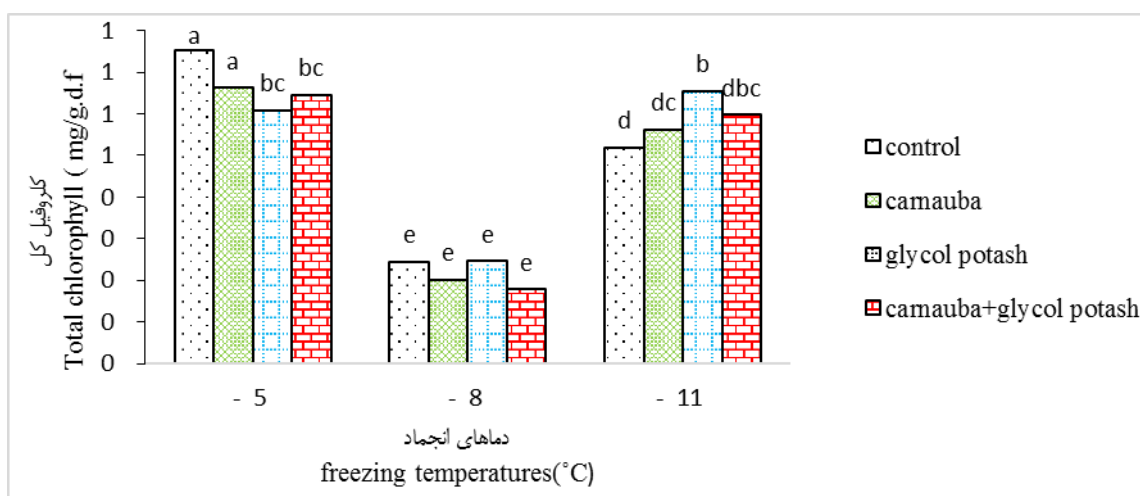 1
1
1
1
0
0
0
0
0
کلروفیل کل
Total chlorophyll ( mg/g.d.f
a
a
bc
bc
e
e
e
e
d
dc
b
dbc
- 5
- 8
- 11
دماهای انجماد
freezing temperatures(°C)
control
carnauba
glycol potash
carnauba+glycol potash